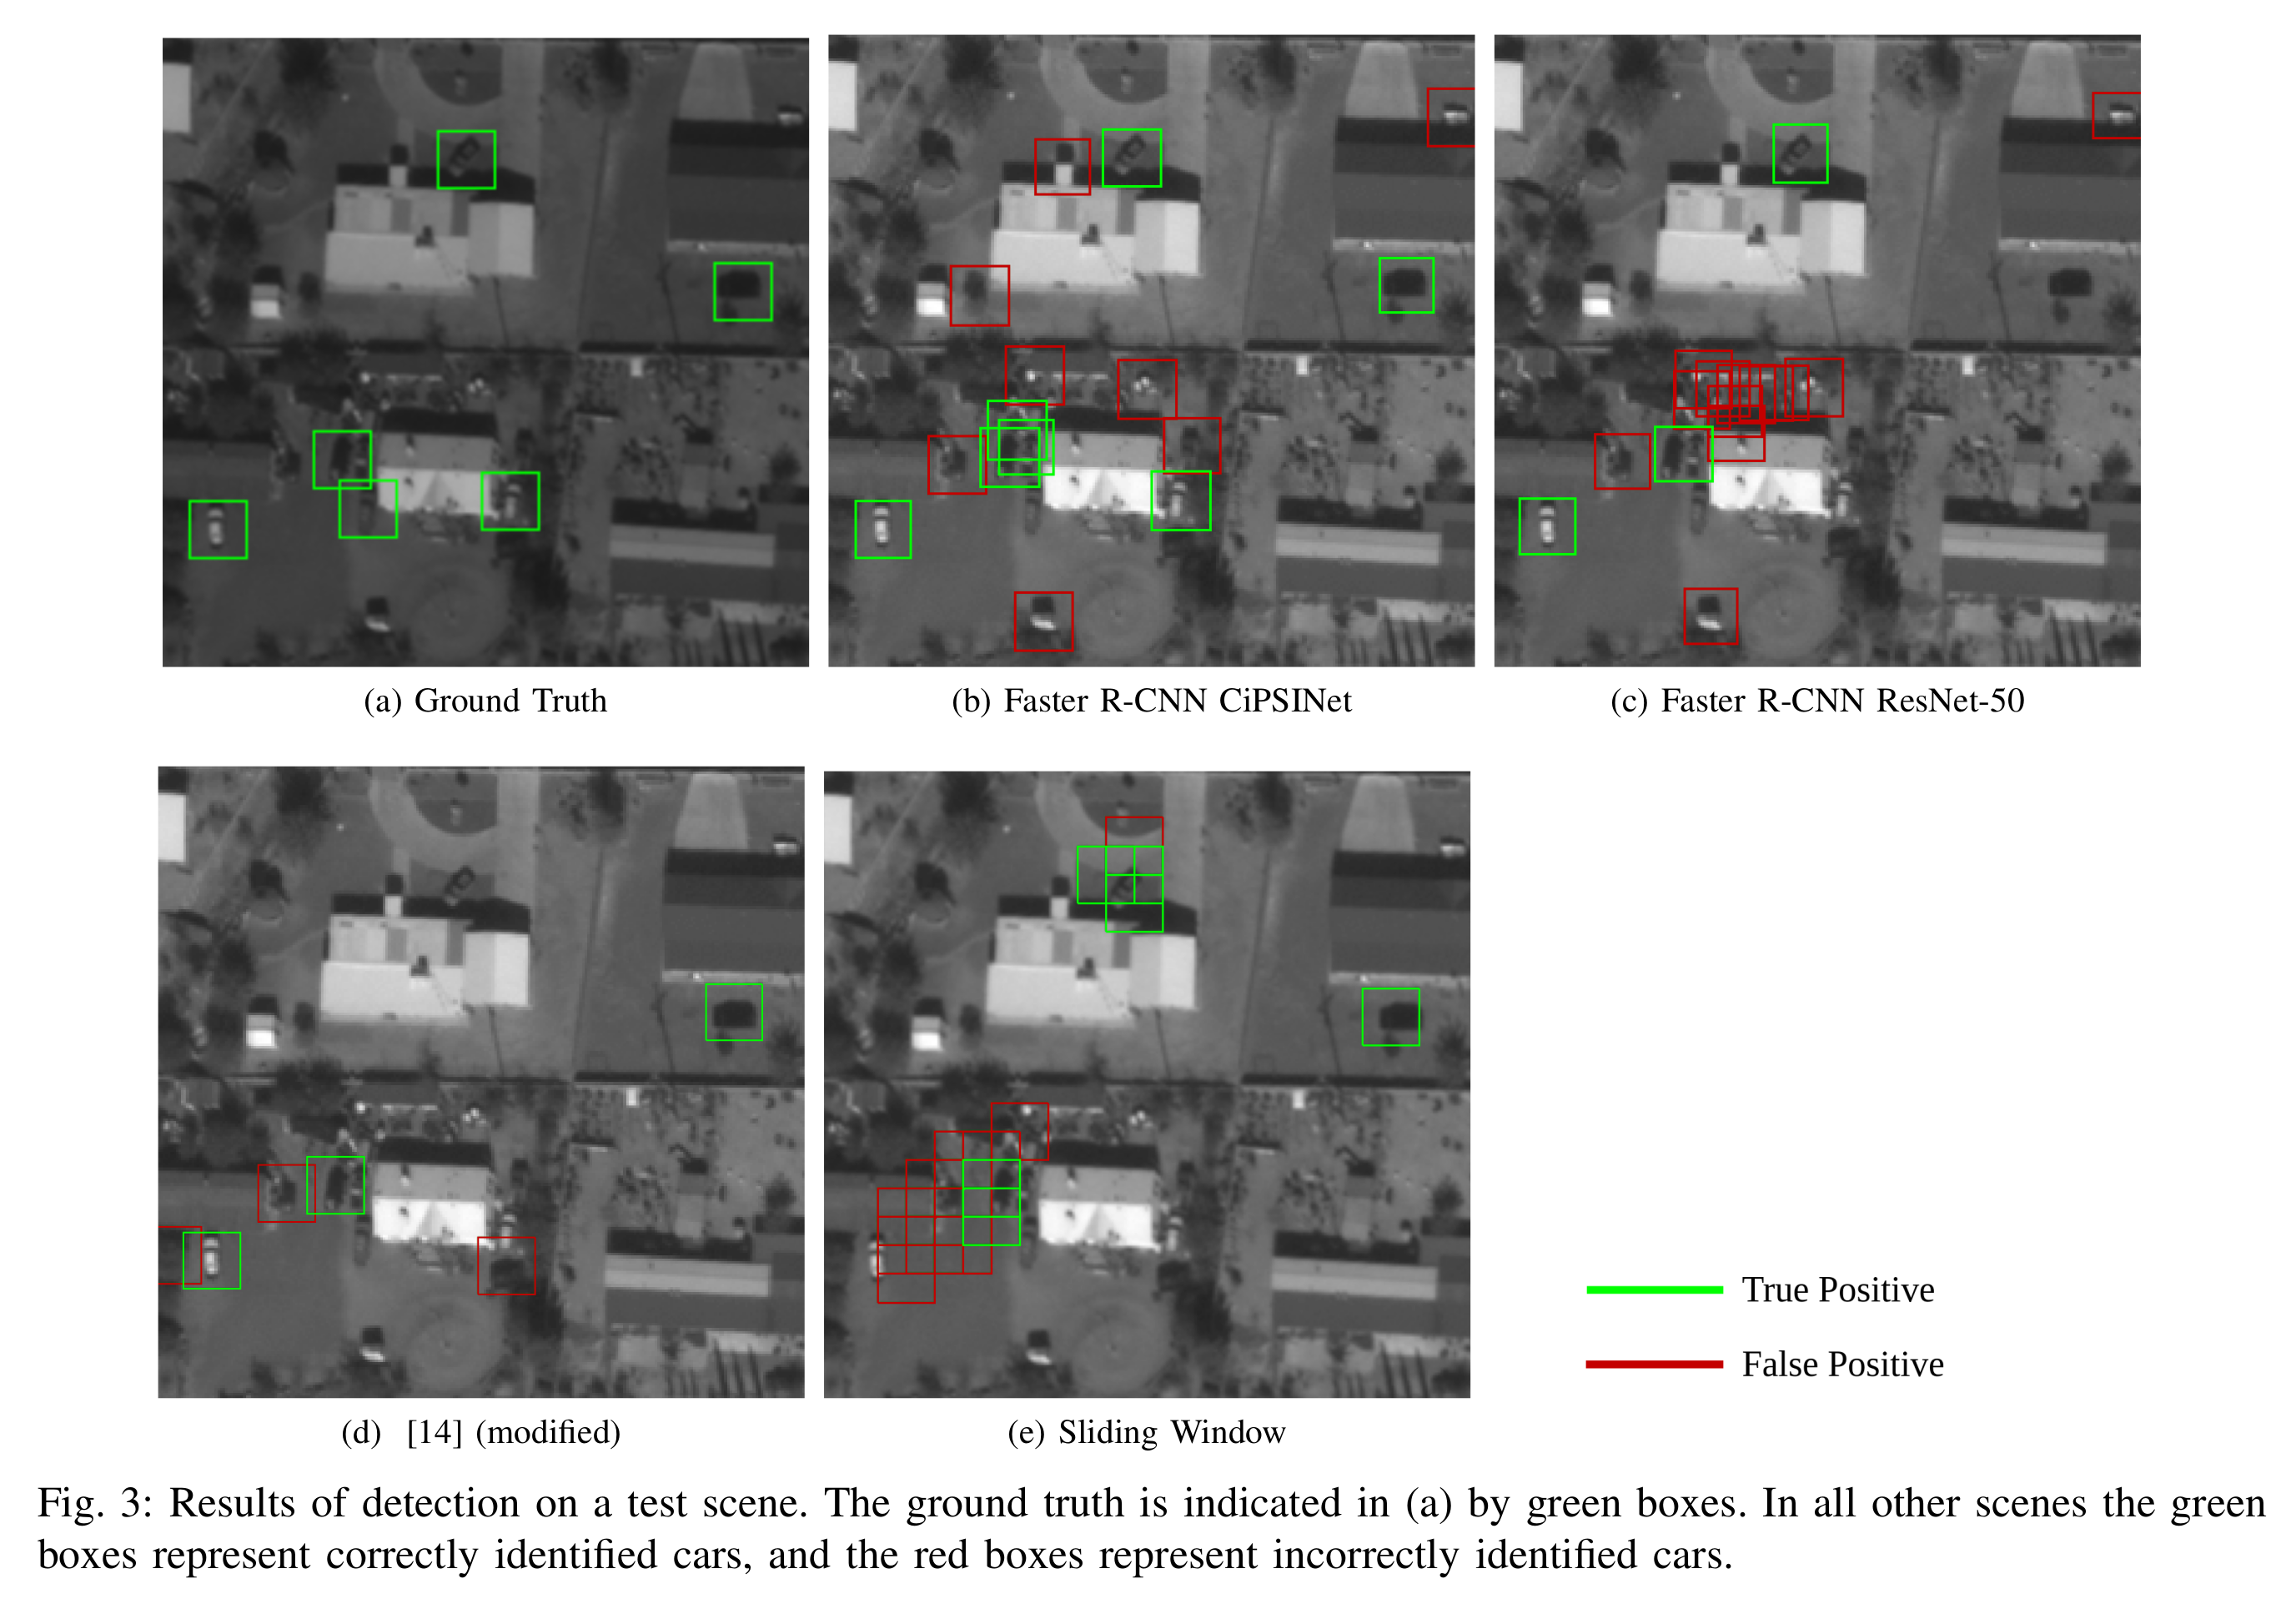 (a) Ground Truth
(b) Faster R-CNN CiPSINet
(c) Faster R-CNN ResNet-50
True Positive
False Positive
(d) [14] (modified)
(e) Sliding Window
Fig. 3: Results of detection on a test scene. The ground truth is indicated in (a) by green boxes. In all other scenes the green
boxes represent correctly identified cars, and the red boxes represent incorrectly identified cars.